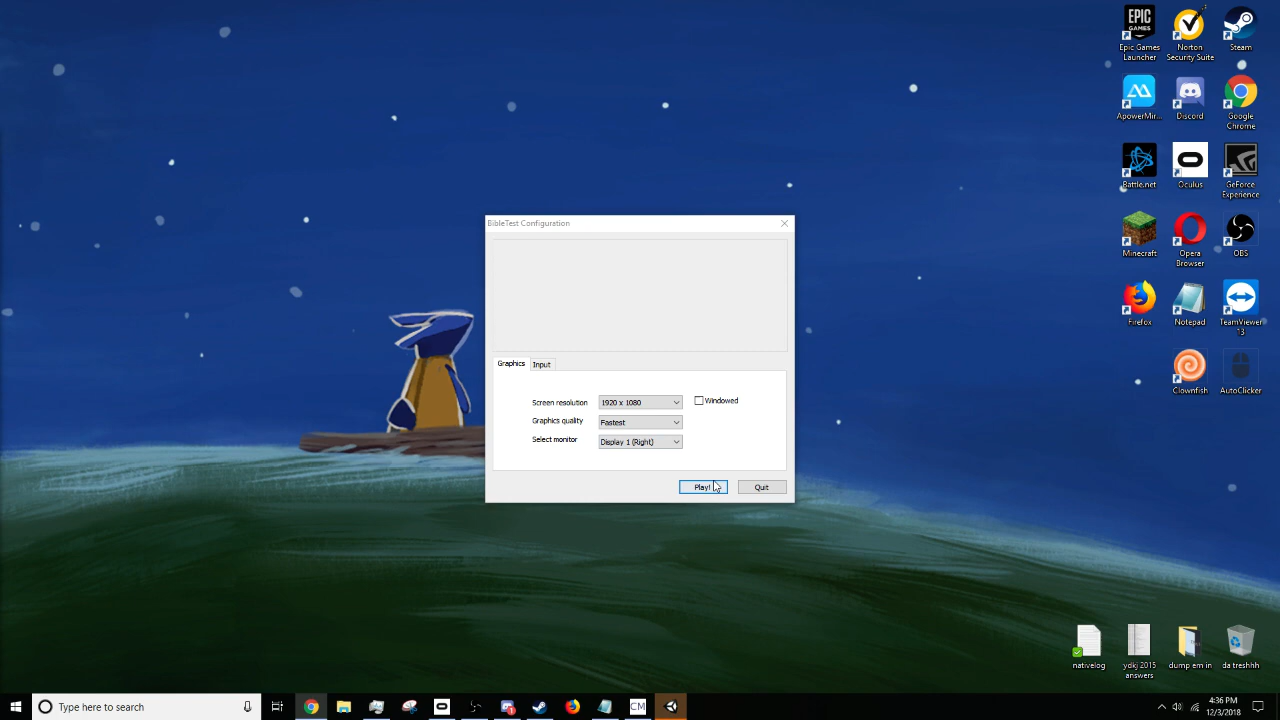 EPIC
GAMES
Epic Games
Launcher
Norton
Security Suite
Steam
ApowerMir...
Discord
Google
Chrome
Battle.net
Oculus
GeForce
Experience
Minecraft
Opera
Browser
OBS
Firefox
Notepad
TeamViewer
13
Clownfish
AutoClicker
BibleTest Configuration
Graphics
Input
Screen resolution
1920 x 1080
Windowed
Graphics quality
Fastest
Select monitor
Display 1 (Right)
Play!
Quit
nativelog
ydkj 2015
answers
dump em in
da treshhh
Type here to search
CM
4:36 PM
12/3/2018